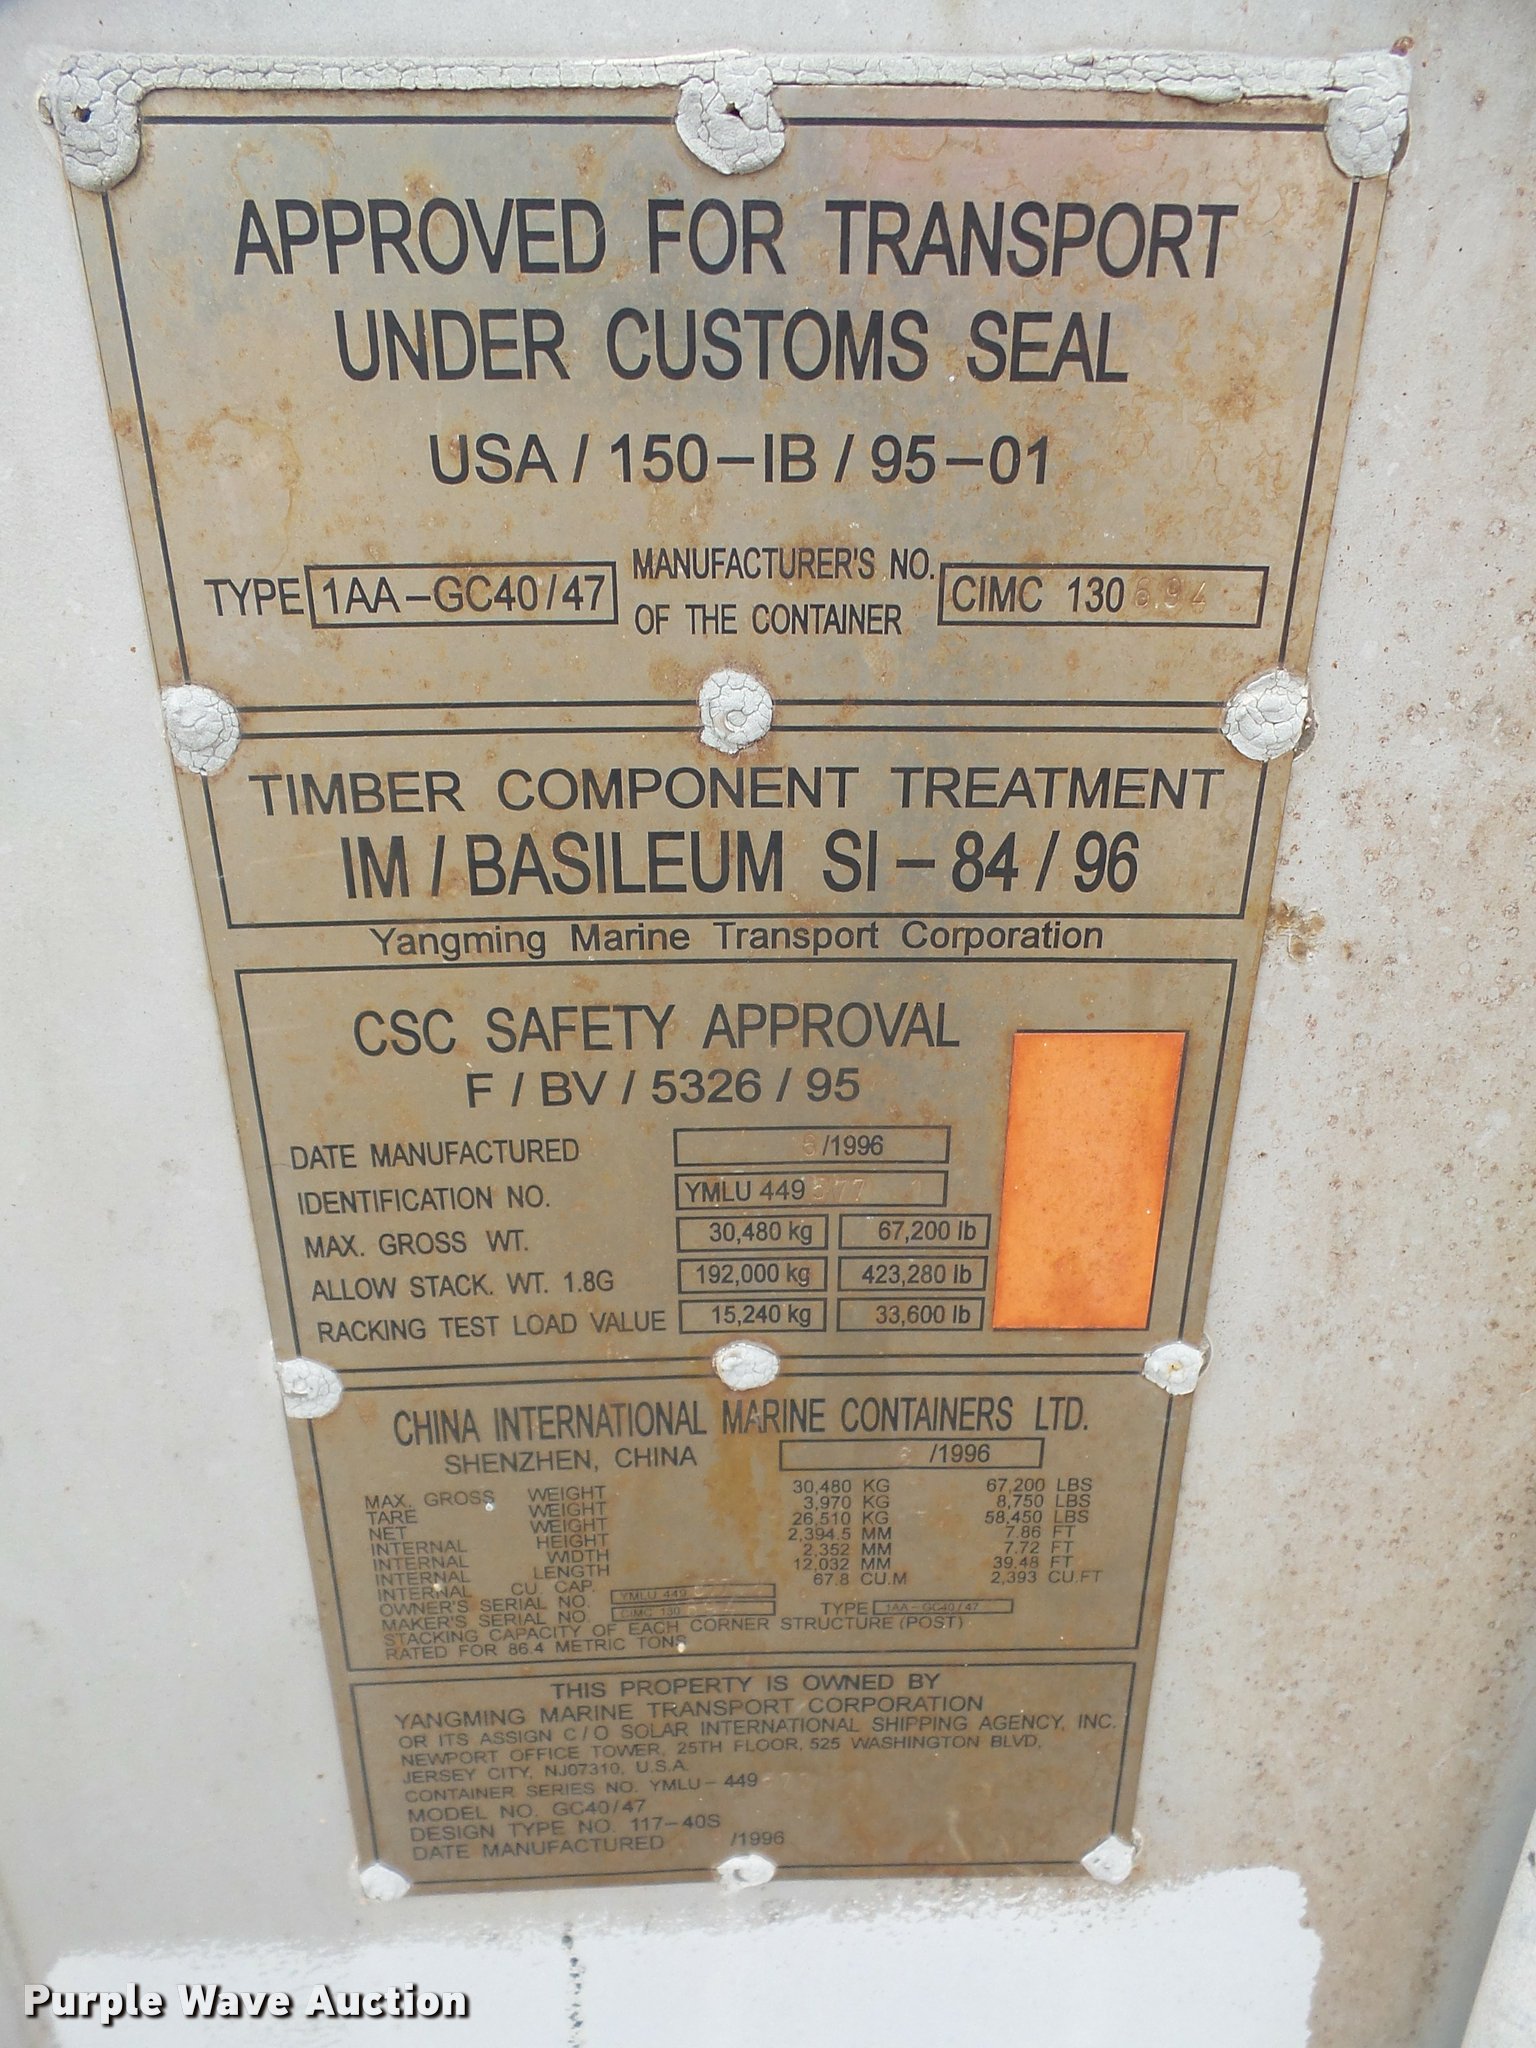 APPROVED FOR TRANSPORT
UNDER CUSTOMS SEAL
USA / 150-IB / 95-01
TYPE 1AA-GC40/47 MANUFACTURER'S NO. OF THE CONTAINER CIMC 130
TIMBER COMPONENT TREATMENT
IM / BASILEUM SI-84 / 96
Yangming Marine Transport Corporation
CSC SAFETY APPROVAL
F / BV / 5326 / 95
DATE MANUFACTURED /1996
IDENTIFICATION NO. YMLU 449
MAX. GROSS WT. 30,480 kg 67,200 lb
ALLOW STACK. WT. 1.8G 192,000 kg 423,280 lb
RACKING TEST LOAD VALUE 15,240 kg 33,600 lb
CHINA INTERNATIONAL MARINE CONTAINERS LTD.
SHENZHEN, CHINA /1996
MAX. GROSS WEIGHT 30,480 KG 67,200 LBS
TARE WEIGHT 3,970 KG 8,750 LBS
NET WEIGHT 26,510 KG 58,450 LBS
INTERNAL HEIGHT 2,394.5 MM 7.86 FT
INTERNAL WIDTH 2,352 MM 7.72 FT
INTERNAL LENGTH 12,032 MM 39.48 FT
INTERNAL CU. CAP. 67.8 CU.M 2,393 CU.FT
OWNER'S SERIAL NO. YMLU 449
MAKER'S SERIAL NO. CIMC 130 TYPE 1AA-GC40/47
STACKING CAPACITY OF EACH CORNER STRUCTURE (POST)
RATED FOR 86.4 METRIC TONS
THIS PROPERTY IS OWNED BY
YANGMING MARINE TRANSPORT CORPORATION
OR ITS ASSIGN C/O SOLAR INTERNATIONAL SHIPPING AGENCY, INC.
NEWPORT OFFICE TOWER, 25TH FLOOR, 525 WASHINGTON BLVD,
JERSEY CITY, NJ07310, U.S.A.
CONTAINER SERIES NO. YMLU-449
MODEL NO. GC40/47
DESIGN TYPE NO. 117-40S
DATE MANUFACTURED /1996
Purple Wave Auction